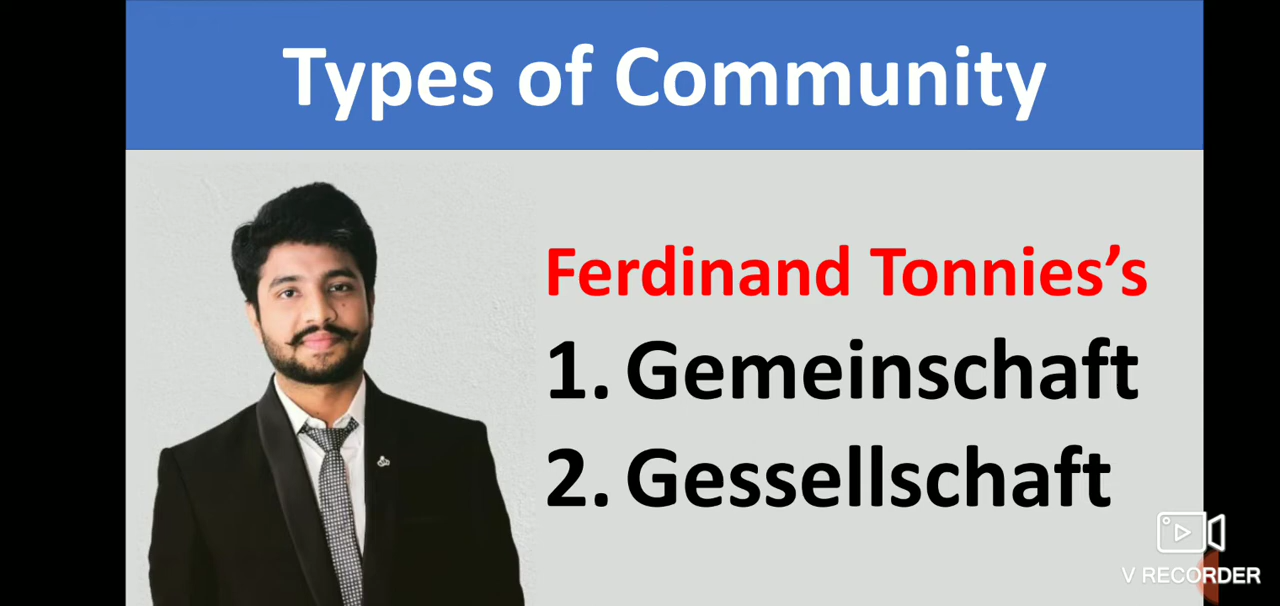 Types of Community
Ferdinand Tonnies’s
1. Gemeinschaft
2. Gessellschaft
V RECORDER